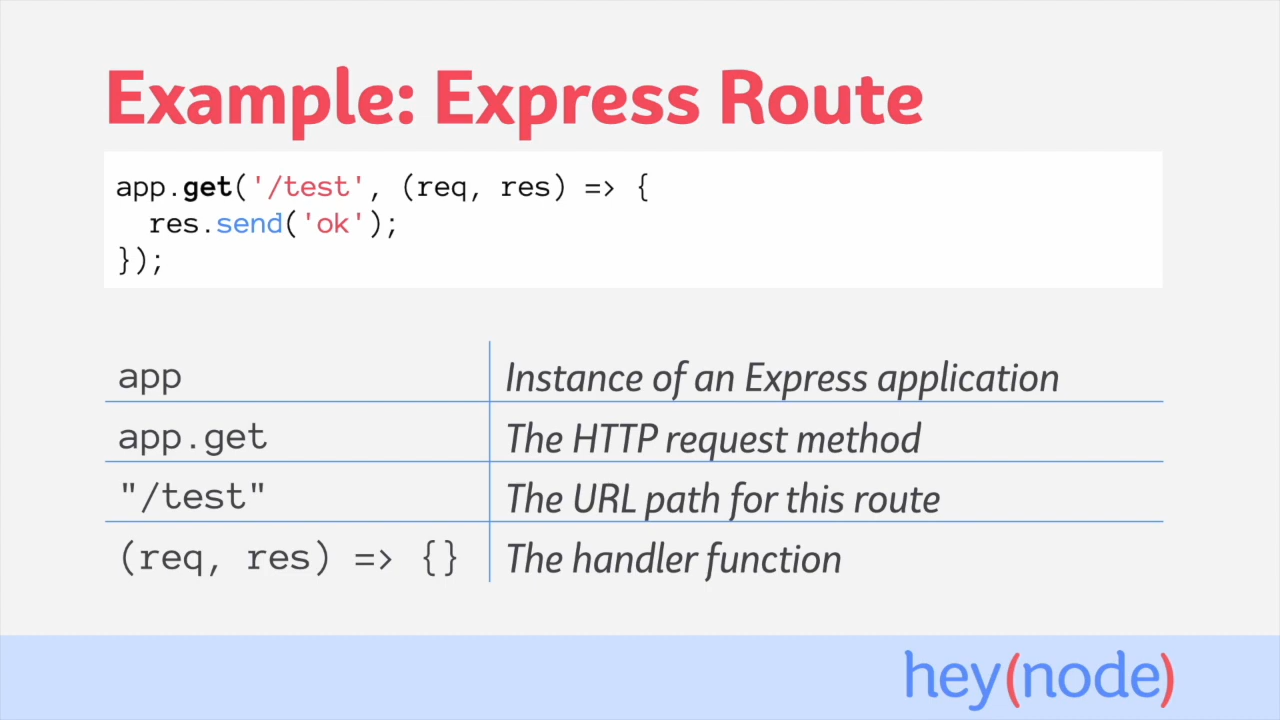 Example: Express Route
app.get('/test', (req, res) => {
  res.send('ok');
});
app Instance of an Express application
app.get The HTTP request method
"/test" The URL path for this route
(req, res) => {} The handler function
hey(node)